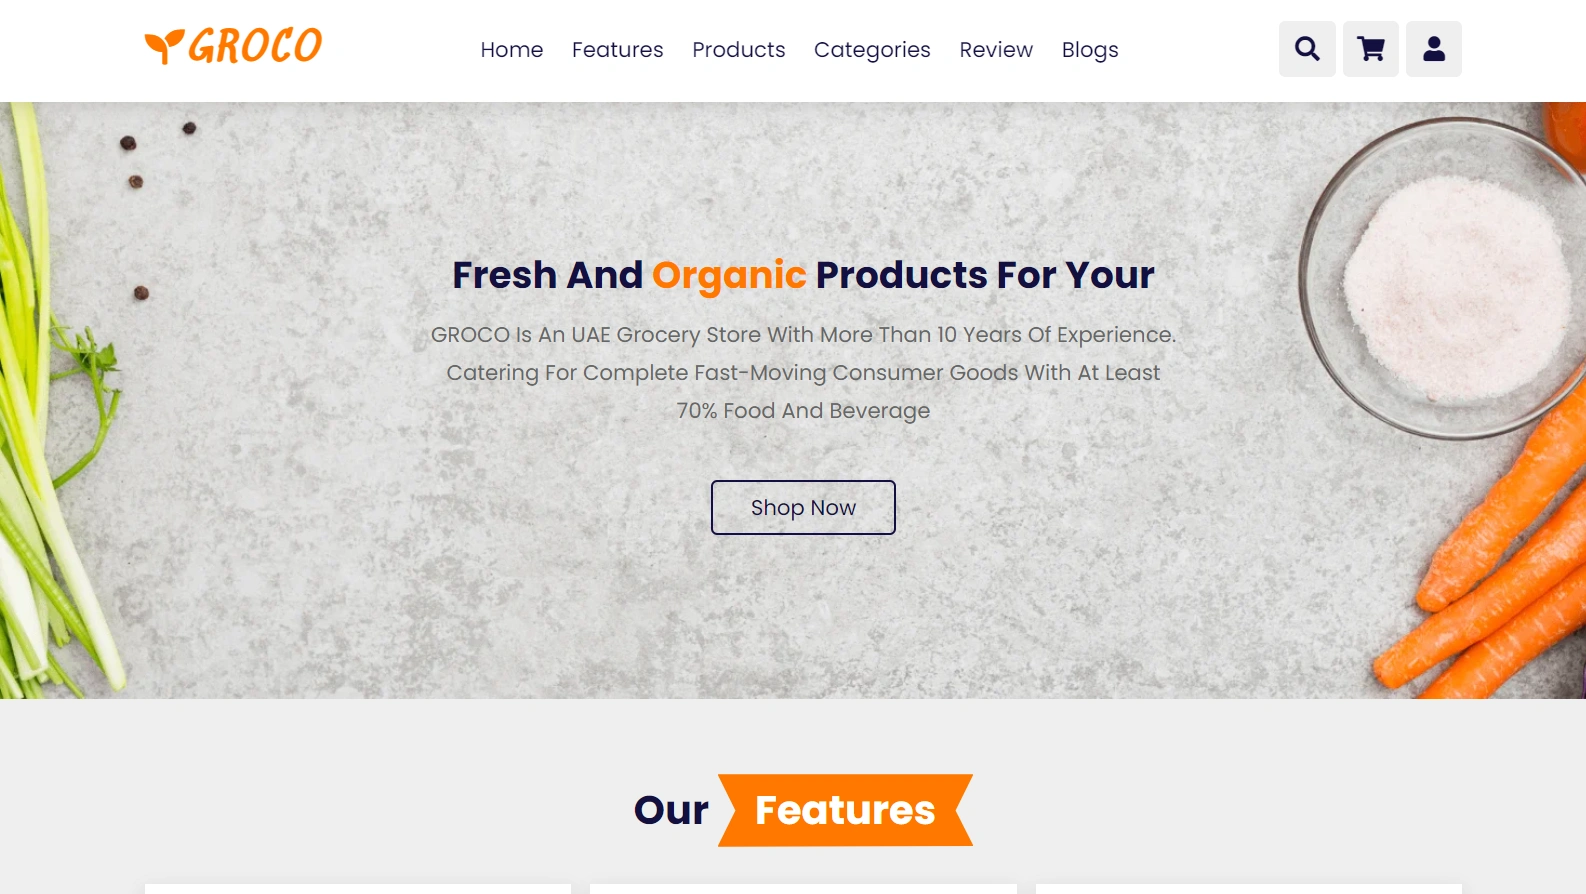 GROCO
Home Features Products Categories Review Blogs
Fresh And Organic Products For Your
GROCO Is An UAE Grocery Store With More Than 10 Years Of Experience.
Catering For Complete Fast-Moving Consumer Goods With At Least
70% Food And Beverage
Shop Now
Our Features